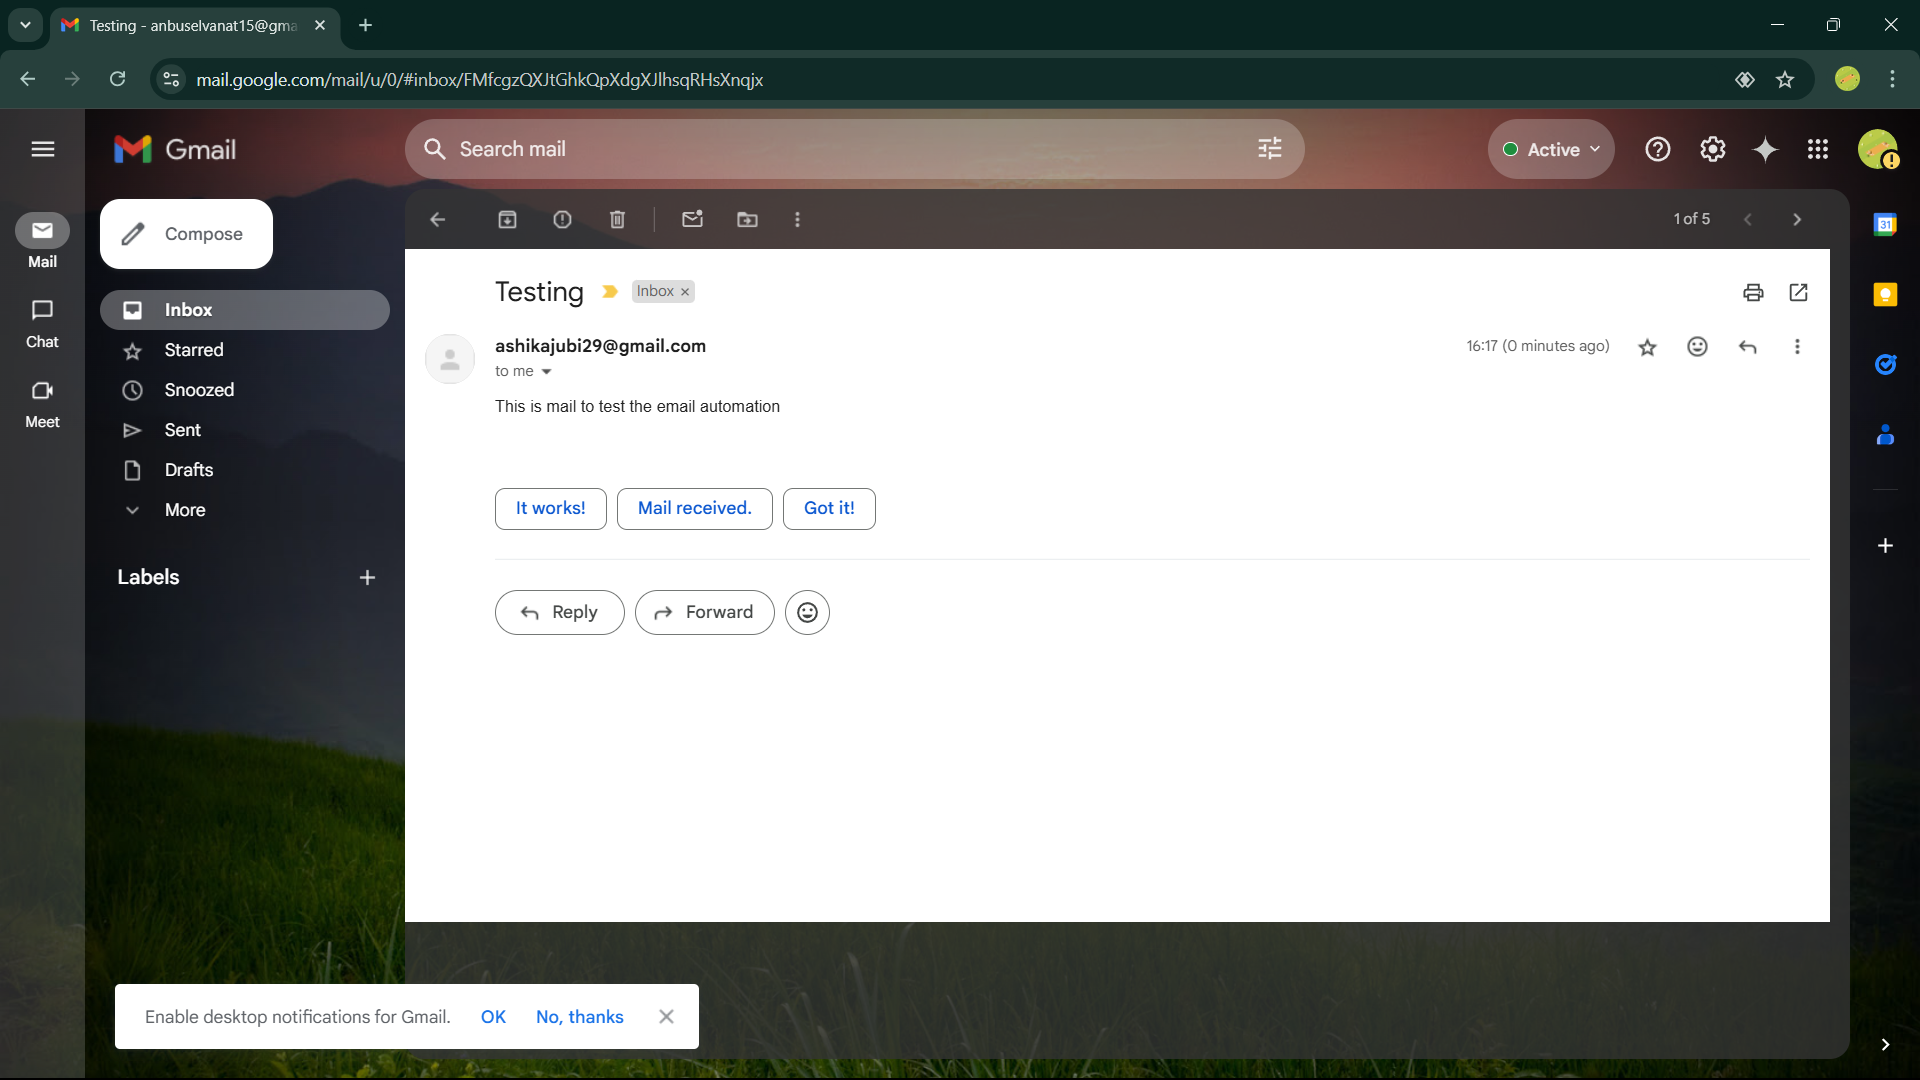 Testing - anbuselvanat15@gma
mail.google.com/mail/u/0/#inbox/FMfcgzQXJtGhkQpXdgXJlhsqRHsXnqjx
Gmail
Search mail
Active
Compose
1 of 5
31
Mail
Inbox
Starred
Snoozed
Sent
Drafts
More
Chat
Meet
Labels
Testing
Inbox
ashikajubi29@gmail.com
16:17 (0 minutes ago)
to me
This is mail to test the email automation
It works!
Mail received.
Got it!
Reply
Forward
Enable desktop notifications for Gmail.
OK
No, thanks